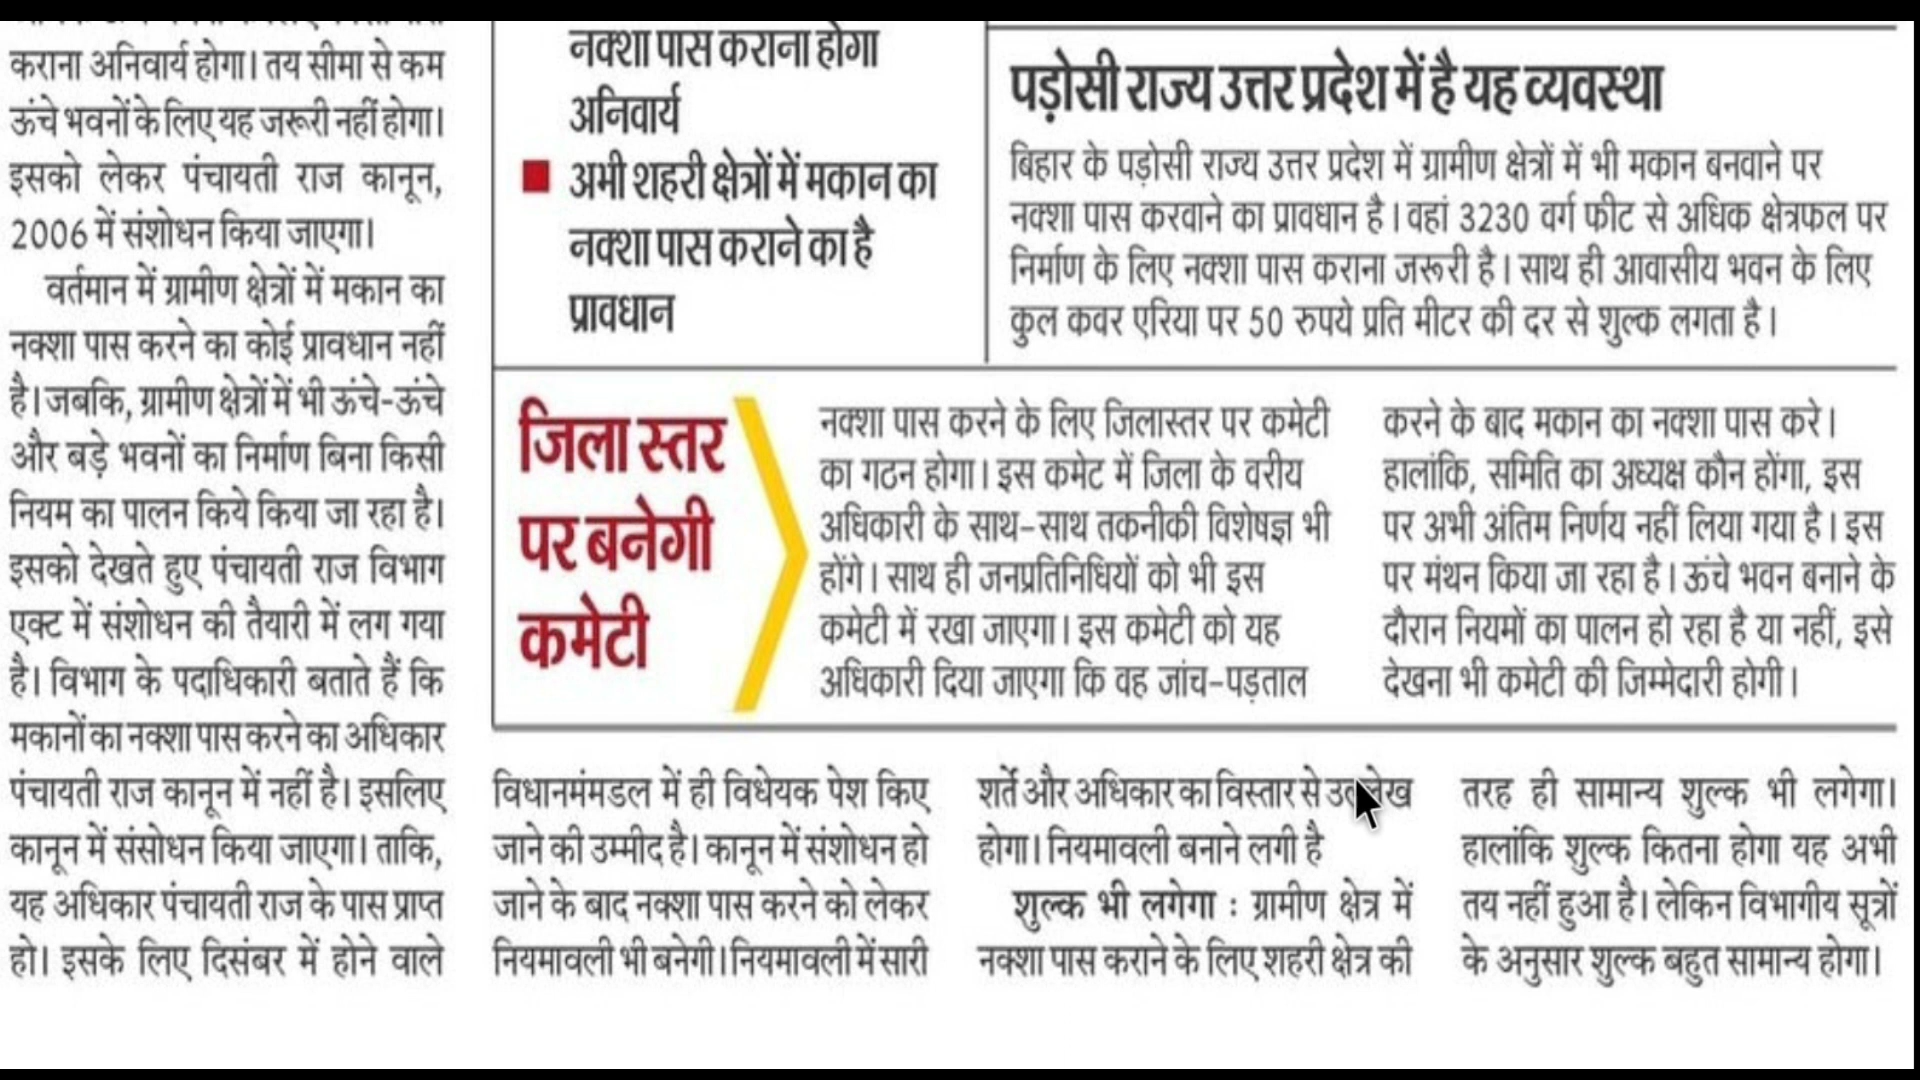 कराना अनिवार्य होगा। तय सीमा से कम
ऊंचे भवनों के लिए यह जरूरी नहीं होगा।
इसको लेकर पंचायती राज कानून,
2006 में संशोधन किया जाएगा।
वर्तमान में ग्रामीण क्षेत्रों में मकान का
नक्शा पास करने का कोई प्रावधान नहीं
है। जबकि, ग्रामीण क्षेत्रों में भी ऊंचे-ऊंचे
और बड़े भवनों का निर्माण बिना किसी
नियम का पालन किये किया जा रहा है।
इसको देखते हुए पंचायती राज विभाग
एक्ट में संशोधन की तैयारी में लग गया
है। विभाग के पदाधिकारी बताते हैं कि
मकानों का नक्शा पास करने का अधिकार
पंचायती राज कानून में नहीं है। इसलिए
कानून में संसोधन किया जाएगा। ताकि,
यह अधिकार पंचायती राज के पास प्राप्त
हो। इसके लिए दिसंबर में होने वाले
नक्शा पास कराना होगा
अनिवार्य
अभी शहरी क्षेत्रों में मकान का
नक्शा पास कराने का है
प्रावधान
पड़ोसी राज्य उत्तर प्रदेश में है यह व्यवस्था
बिहार के पड़ोसी राज्य उत्तर प्रदेश में ग्रामीण क्षेत्रों में भी मकान बनवाने पर
नक्शा पास करवाने का प्रावधान है। वहां 3230 वर्ग फीट से अधिक क्षेत्रफल पर
निर्माण के लिए नक्शा पास कराना जरूरी है। साथ ही आवासीय भवन के लिए
कुल कवर एरिया पर 50 रुपये प्रति मीटर की दर से शुल्क लगता है।
जिला स्तर
पर बनेगी
कमेटी
नक्शा पास करने के लिए जिलास्तर पर कमेटी
का गठन होगा। इस कमेट में जिला के वरीय
अधिकारी के साथ-साथ तकनीकी विशेषज्ञ भी
होंगे। साथ ही जनप्रतिनिधियों को भी इस
कमेटी में रखा जाएगा। इस कमेटी को यह
अधिकारी दिया जाएगा कि वह जांच-पड़ताल
करने के बाद मकान का नक्शा पास करे।
हालांकि, समिति का अध्यक्ष कौन होंगा, इस
पर अभी अंतिम निर्णय नहीं लिया गया है। इस
पर मंथन किया जा रहा है। ऊंचे भवन बनाने के
दौरान नियमों का पालन हो रहा है या नहीं, इसे
देखना भी कमेटी की जिम्मेदारी होगी।
विधानमंमडल में ही विधेयक पेश किए
जाने की उम्मीद है। कानून में संशोधन हो
जाने के बाद नक्शा पास करने को लेकर
नियमावली भी बनेगी। नियमावली में सारी
शर्ते और अधिकार का विस्तार से उल्लेख
होगा। नियमावली बनाने लगी है
शुल्क भी लगेगा : ग्रामीण क्षेत्र में
नक्शा पास कराने के लिए शहरी क्षेत्र की
तरह ही सामान्य शुल्क भी लगेगा।
हालांकि शुल्क कितना होगा यह अभी
तय नहीं हुआ है। लेकिन विभागीय सूत्रों
के अनुसार शुल्क बहुत सामान्य होगा।